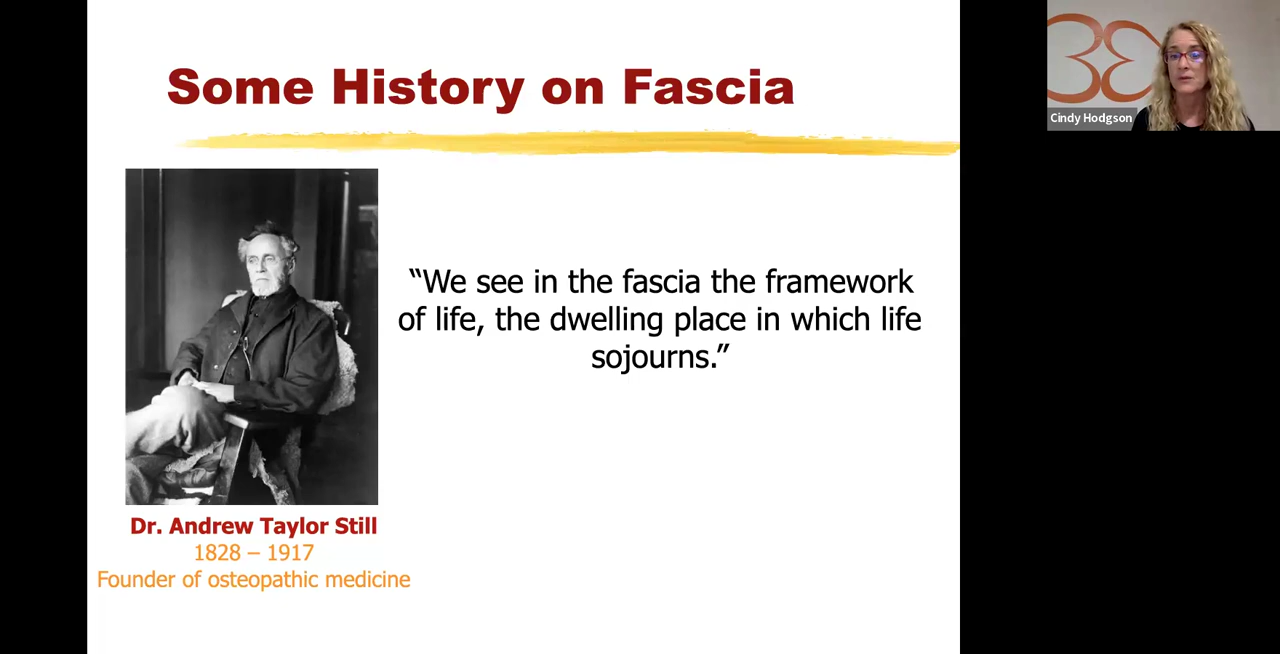 Some History on Fascia
Cindy Hodgson
“We see in the fascia the framework
of life, the dwelling place in which life
sojourns.”
Dr. Andrew Taylor Still
1828 – 1917
Founder of osteopathic medicine